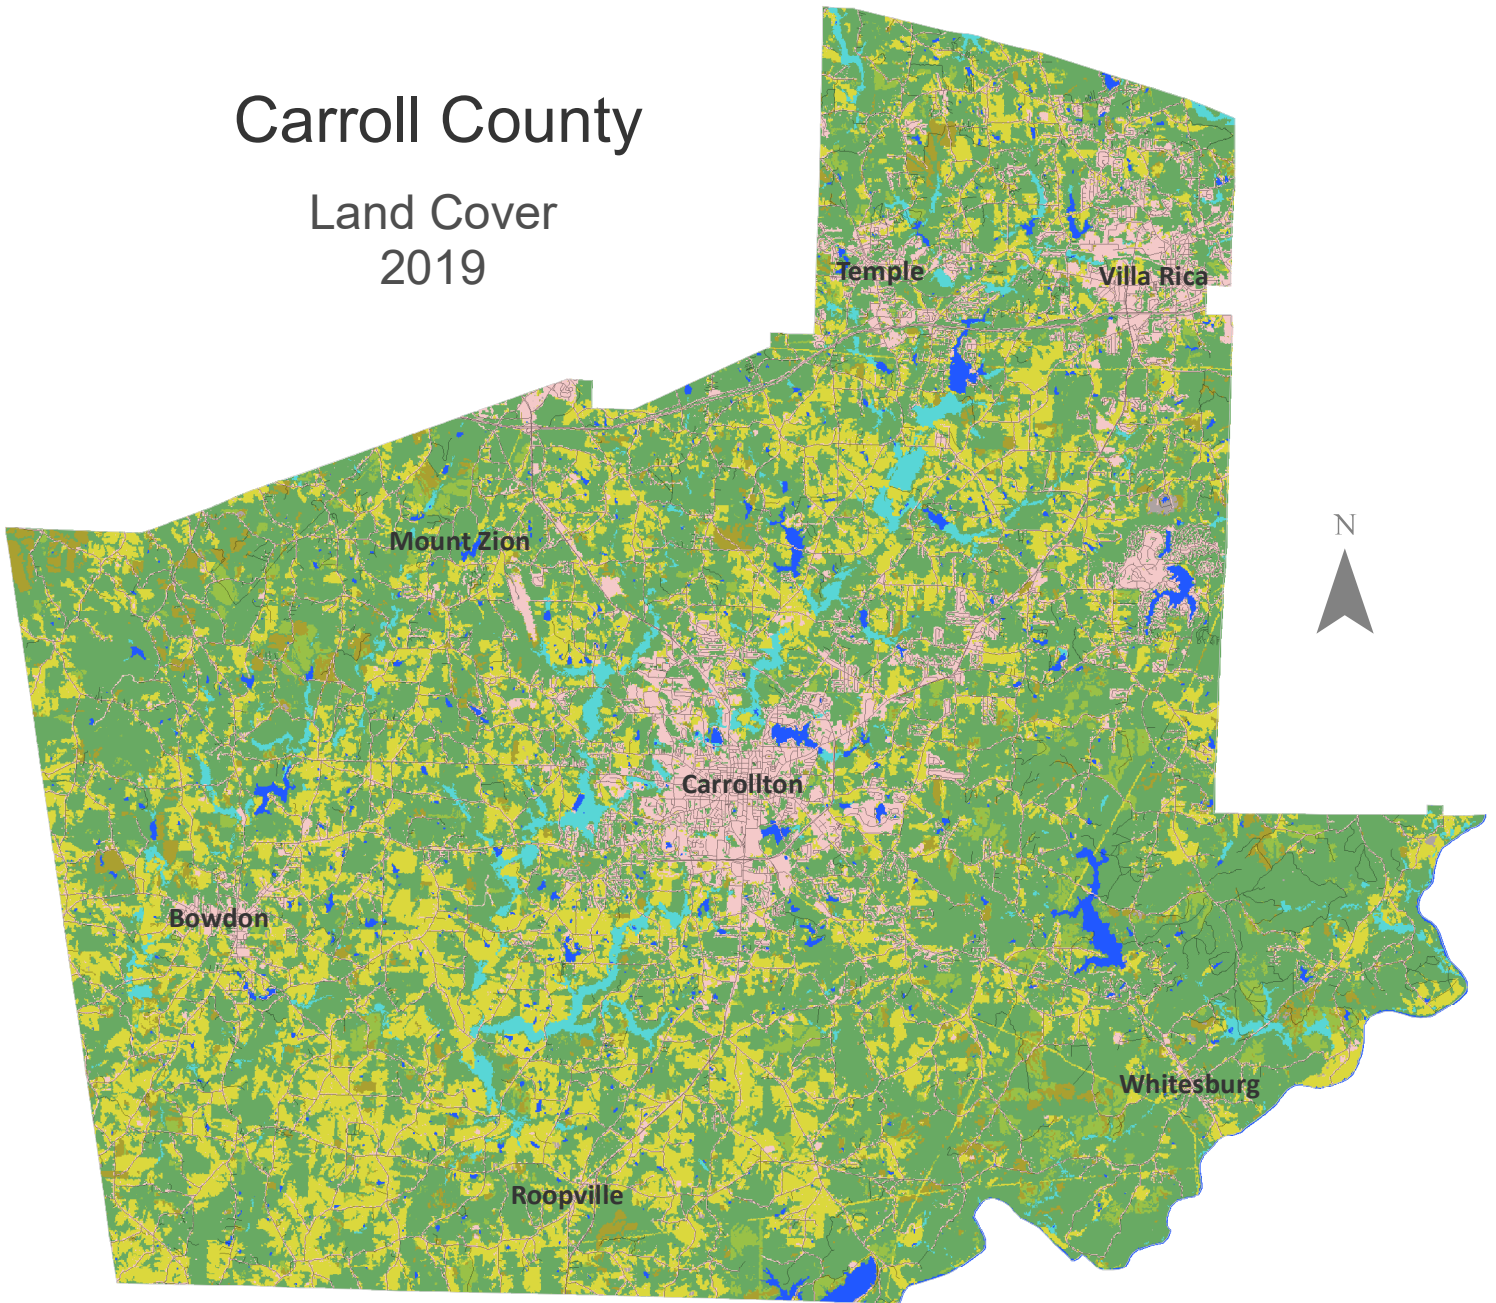 Carroll County
Land Cover
2019
Temple
Villa Rica
N
Mount Zion
Carrollton
Bowdon
Whitesburg
Roopville